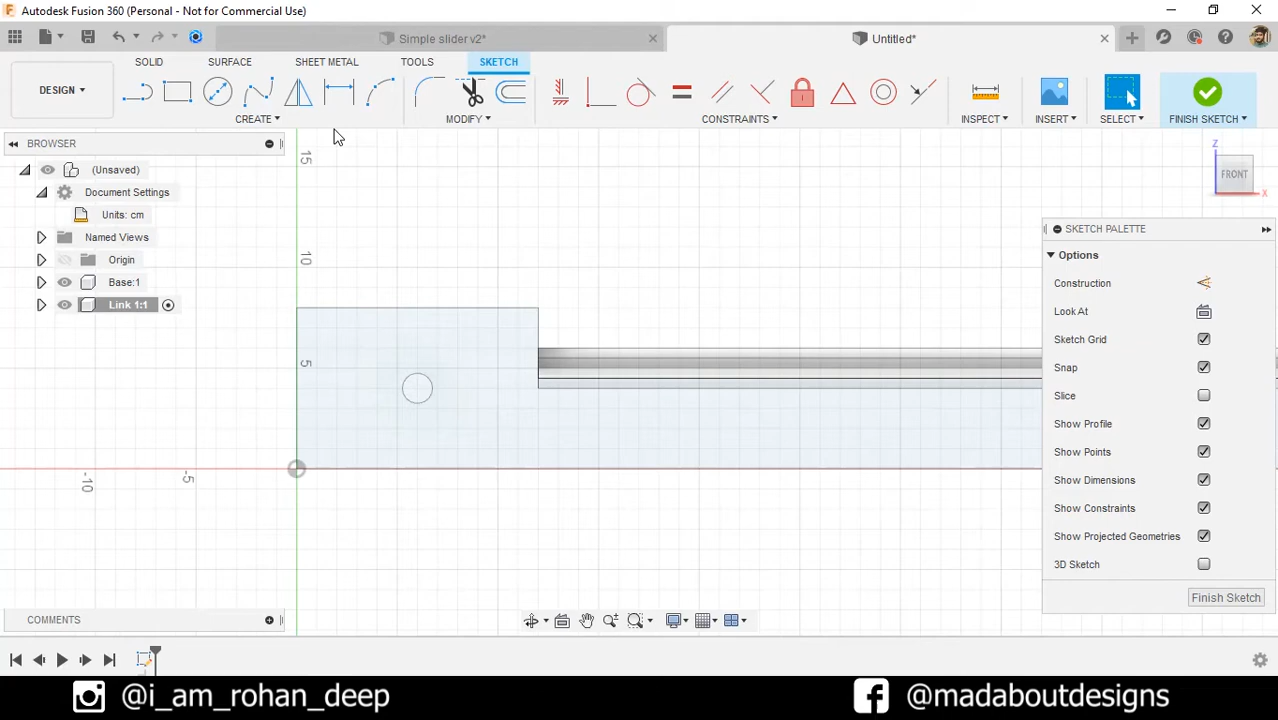 Autodesk Fusion 360 (Personal - Not for Commercial Use)
Simple slider v2*
Untitled*
SOLID SURFACE SHEET METAL TOOLS SKETCH
DESIGN
CREATE MODIFY CONSTRAINTS INSPECT INSERT SELECT FINISH SKETCH
BROWSER
(Unsaved)
Document Settings
Units: cm
Named Views
Origin
Base:1
Link 1:1
15
10
5
-5
-10
Z
FRONT
X
SKETCH PALETTE
Options
Construction
Look At
Sketch Grid
Snap
Slice
Show Profile
Show Points
Show Dimensions
Show Constraints
Show Projected Geometries
3D Sketch
Finish Sketch
COMMENTS
@i_am_rohan_deep
@madaboutdesigns